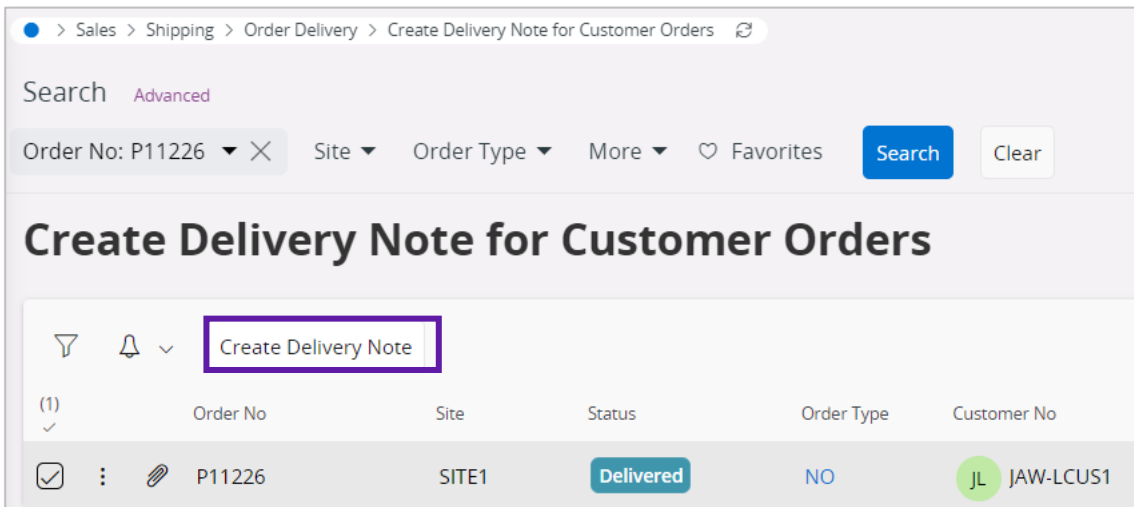 > Sales > Shipping > Order Delivery > Create Delivery Note for Customer Orders
Search Advanced
Order No: P11226 Site Order Type More Favorites Search Clear
Create Delivery Note for Customer Orders
Create Delivery Note
(1)
Order No Site Status Order Type Customer No
P11226 SITE1 Delivered NO JL JAW-LCUS1